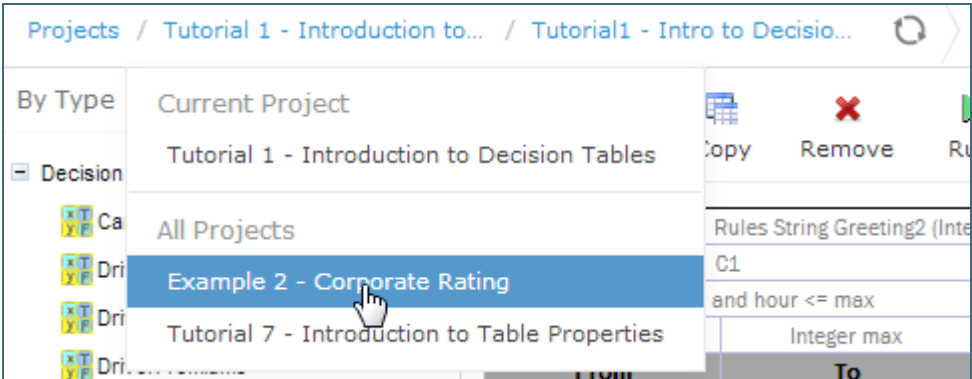 Projects / Tutorial 1 - Introduction to... / Tutorial1 - Intro to Decisio...
By Type
Current Project
Tutorial 1 - Introduction to Decision Tables
Copy Remove
Decision
All Projects
Rules String Greeting2
C1
Example 2 - Corporate Rating
and hour <= max
Tutorial 7 - Introduction to Table Properties
Integer max
To